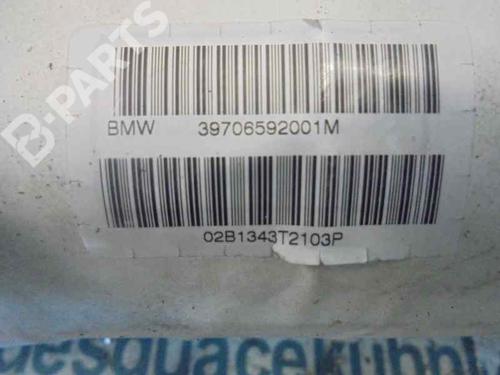 B-PARTS
BMW 39706592001M
02B1343T2103P
desguacekubbl